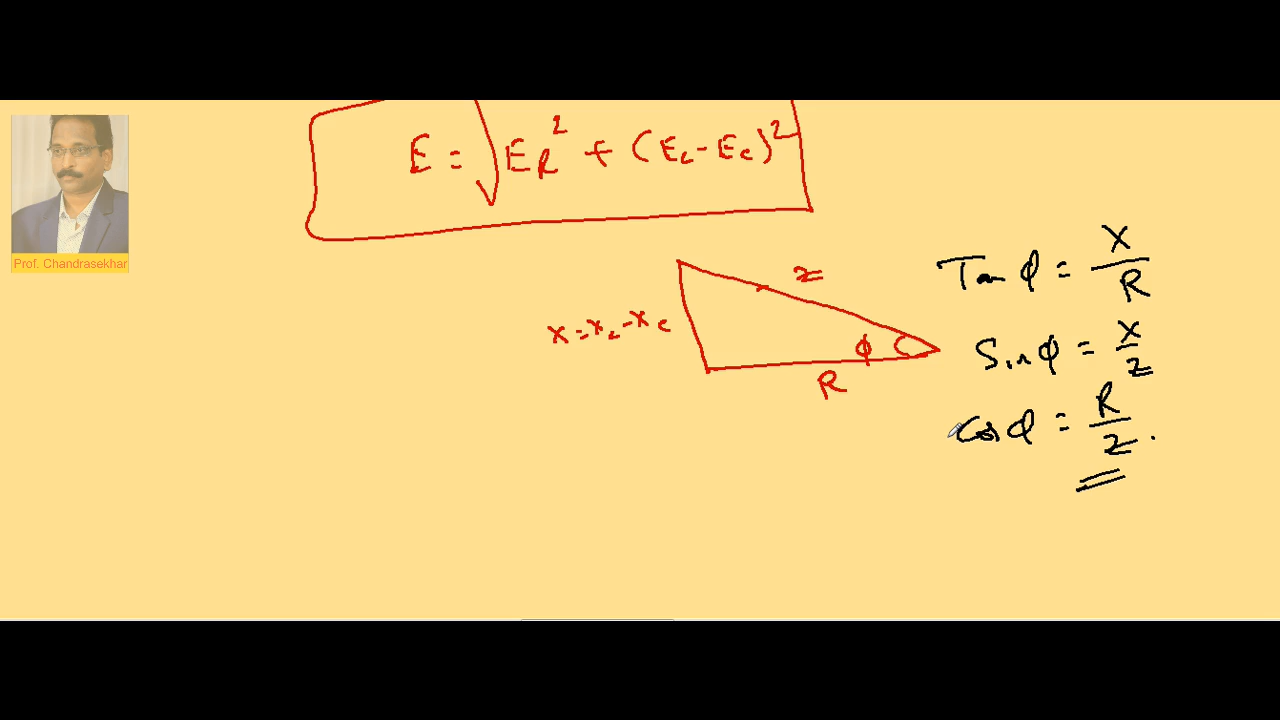 E = √E_R² + (E_L - E_C)²
Prof. Chandrasekhar
z
x = x_L - x_C
φ
R
Tan φ = X/R
Sin φ = X/Z
Cos φ = R/Z.